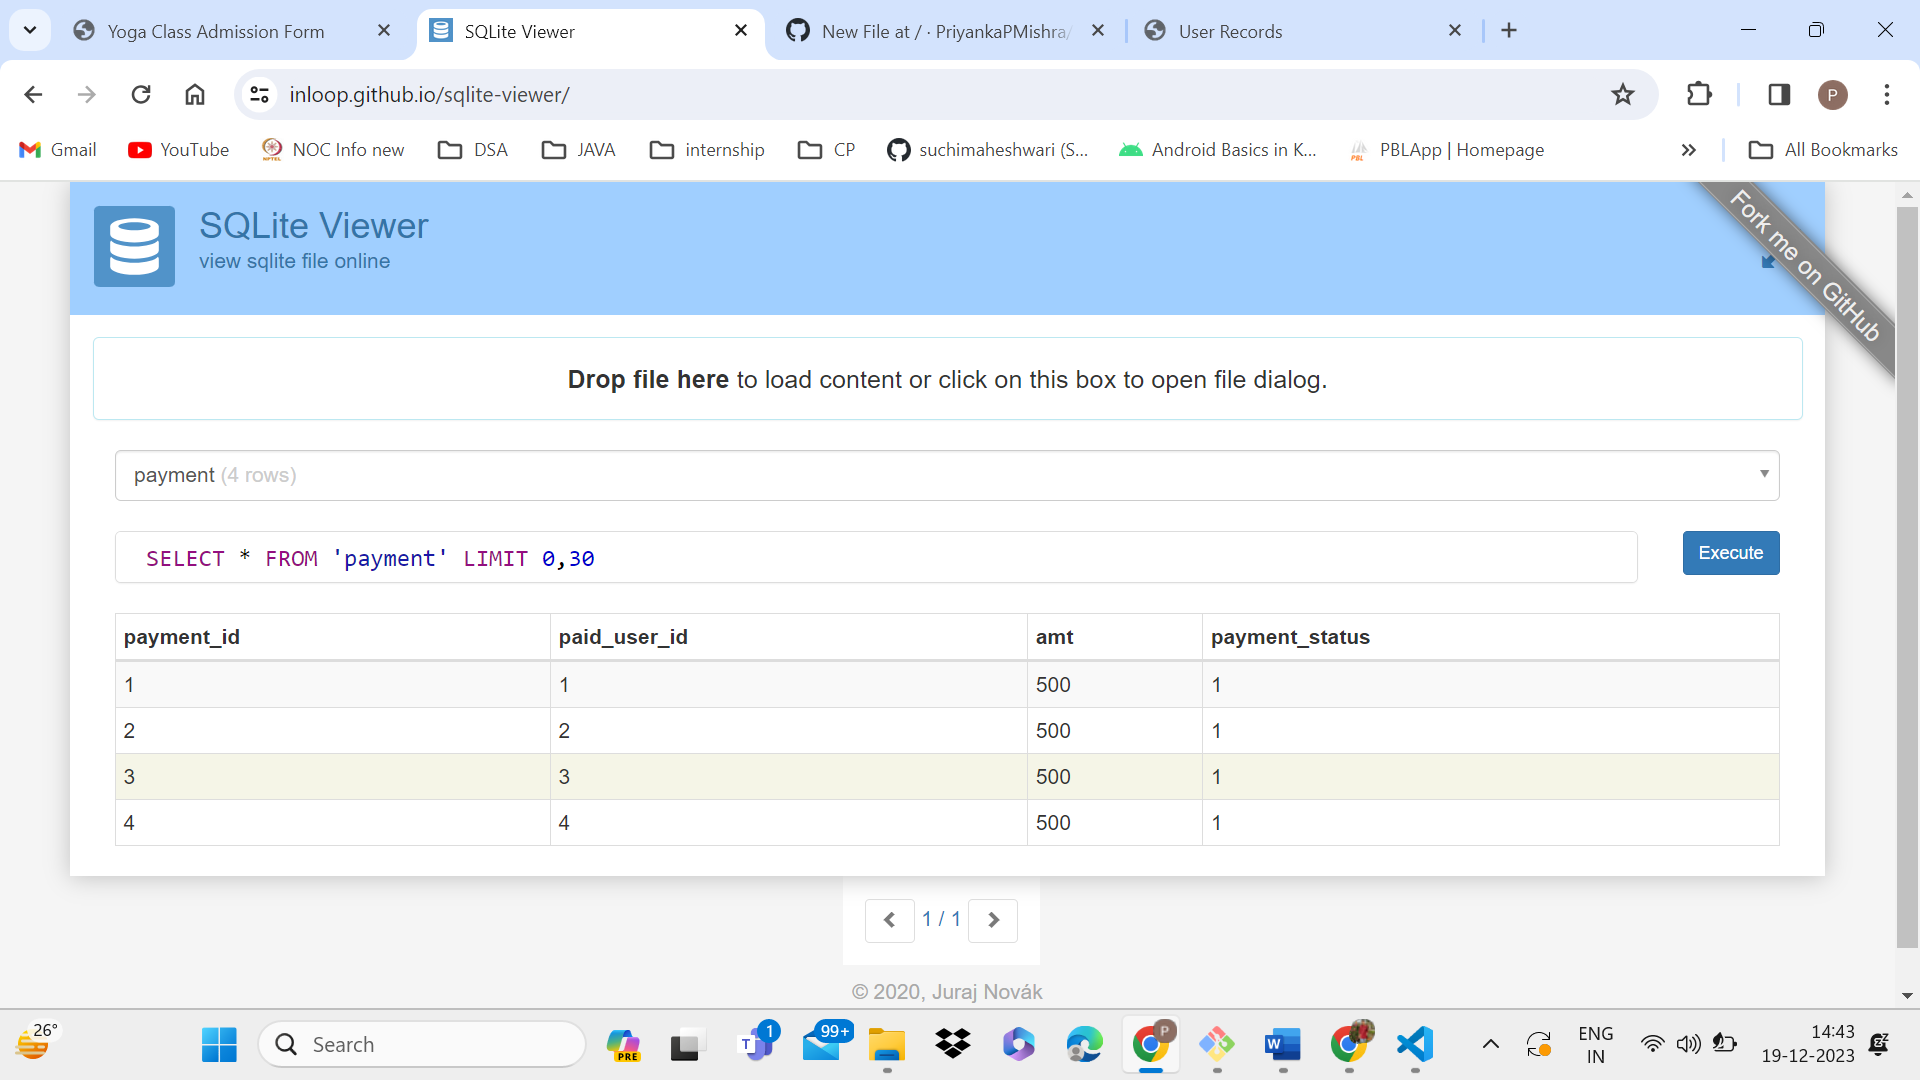 Yoga Class Admission Form
SQLite Viewer
New File at / · PriyankaPMishra/
User Records
inloop.github.io/sqlite-viewer/
P
Gmail
YouTube
NOC Info new
DSA
JAVA
internship
CP
suchimaheshwari (S...
Android Basics in K...
PBLApp | Homepage
All Bookmarks
SQLite Viewer
view sqlite file online
Fork me on GitHub
Drop file here to load content or click on this box to open file dialog.
payment (4 rows)
SELECT * FROM 'payment' LIMIT 0,30
Execute
payment_id paid_user_id amt payment_status
1 1 500 1
2 2 500 1
3 3 500 1
4 4 500 1
1 / 1
© 2020, Juraj Novák
26°
Search
PRE
T
1
99+
P
W
ENG
IN
14:43
19-12-2023